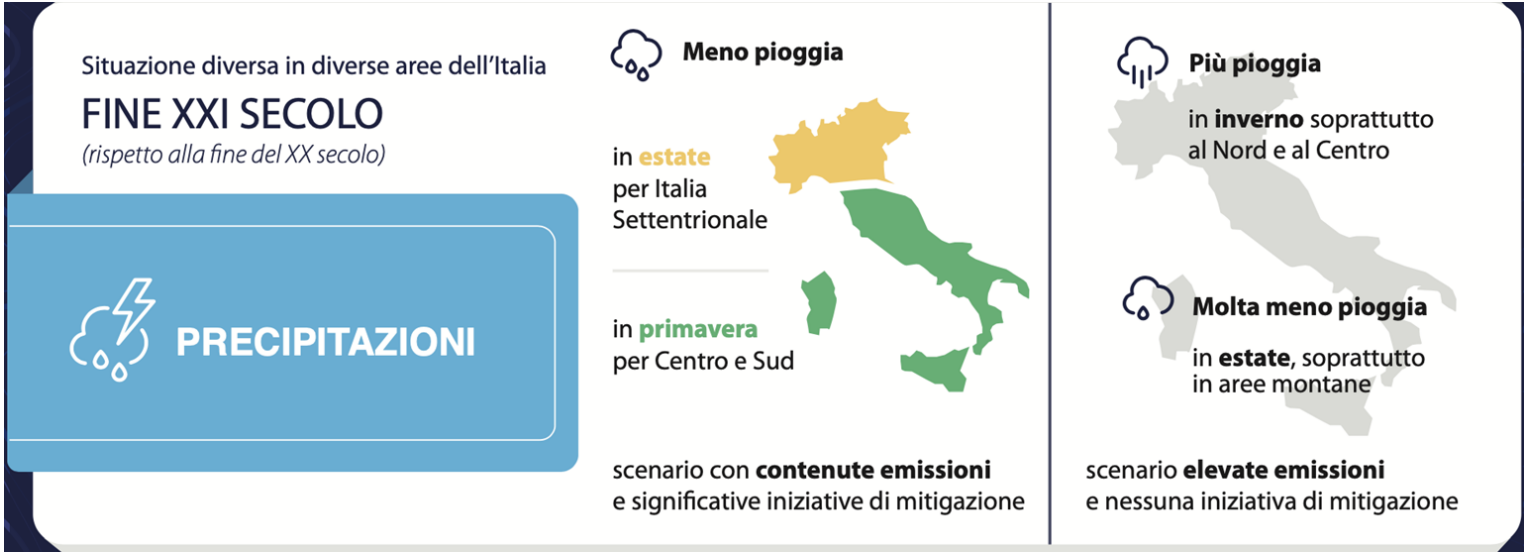 Situazione diversa in diverse aree dell'Italia
FINE XXI SECOLO
(rispetto alla fine del XX secolo)
PRECIPITAZIONI
Meno pioggia
in estate
per Italia
Settentrionale
in primavera
per Centro e Sud
scenario con contenute emissioni
e significative iniziative di mitigazione
Più pioggia
in inverno soprattutto
al Nord e al Centro
Molta meno pioggia
in estate, soprattutto
in aree montane
scenario elevate emissioni
e nessuna iniziativa di mitigazione